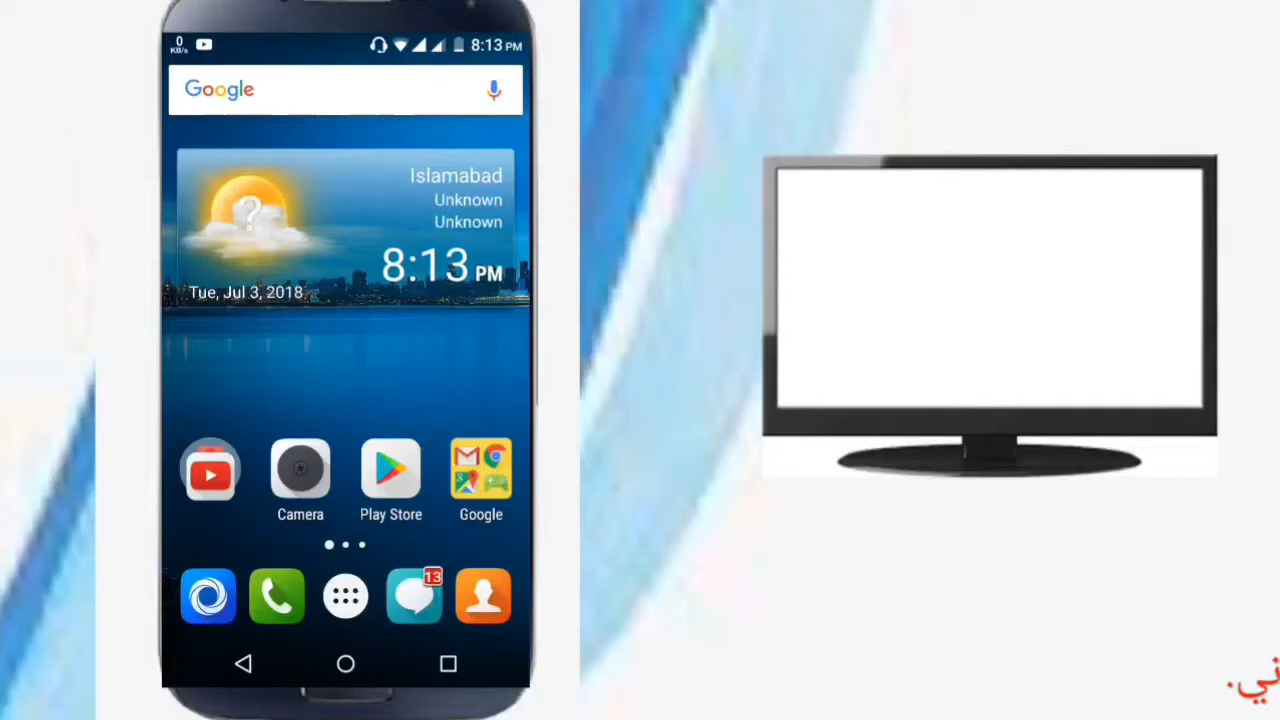 0
KB/s
8:13 PM
Google
Islamabad
Unknown
Unknown
8:13 PM
Tue, Jul 3, 2018
Camera
Play Store
Google
13